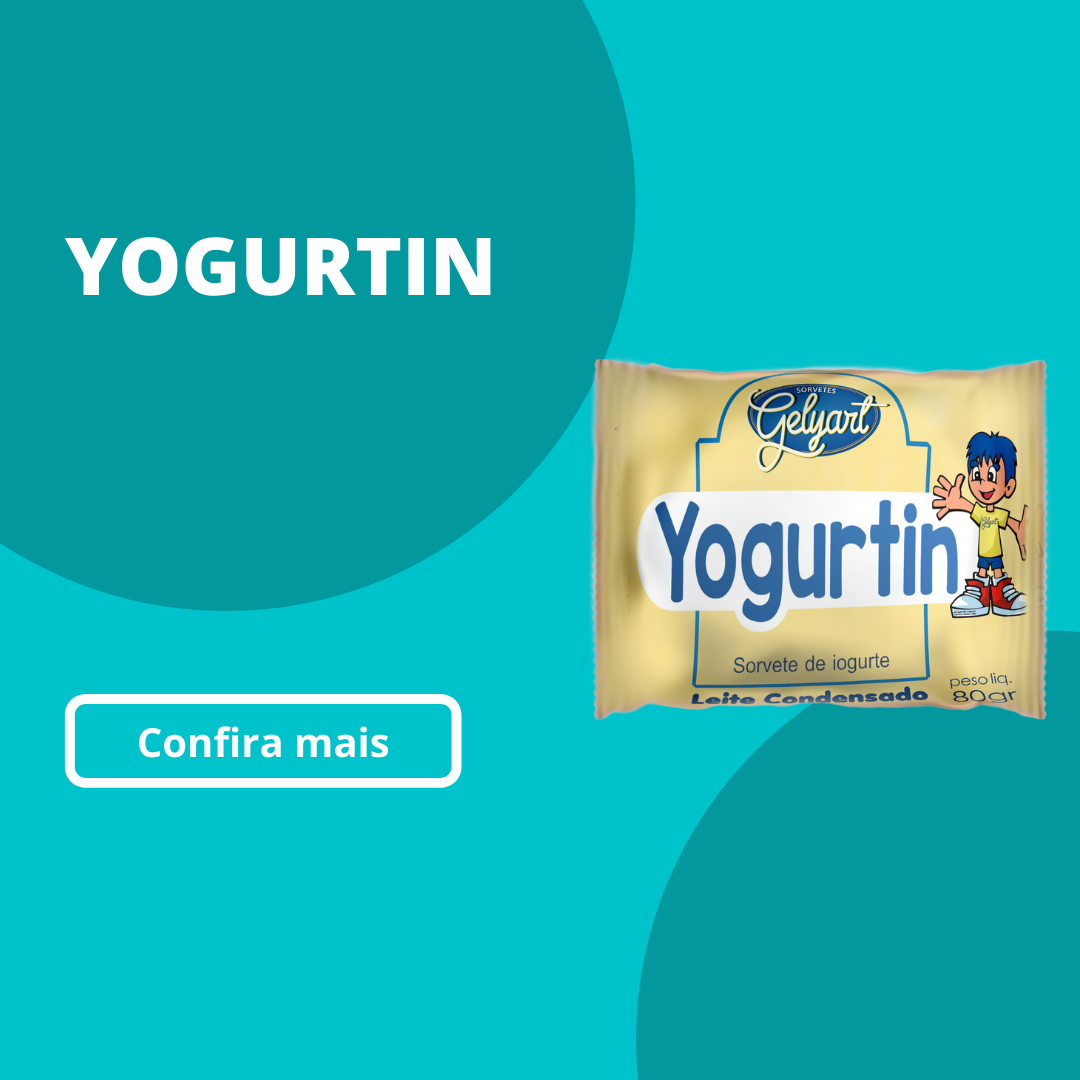 YOGURTIN
SORVETES
Gelyart
Yogurtin
Sorvete de iogurte
Leite Condensado
peso liq.
80gr
Confira mais